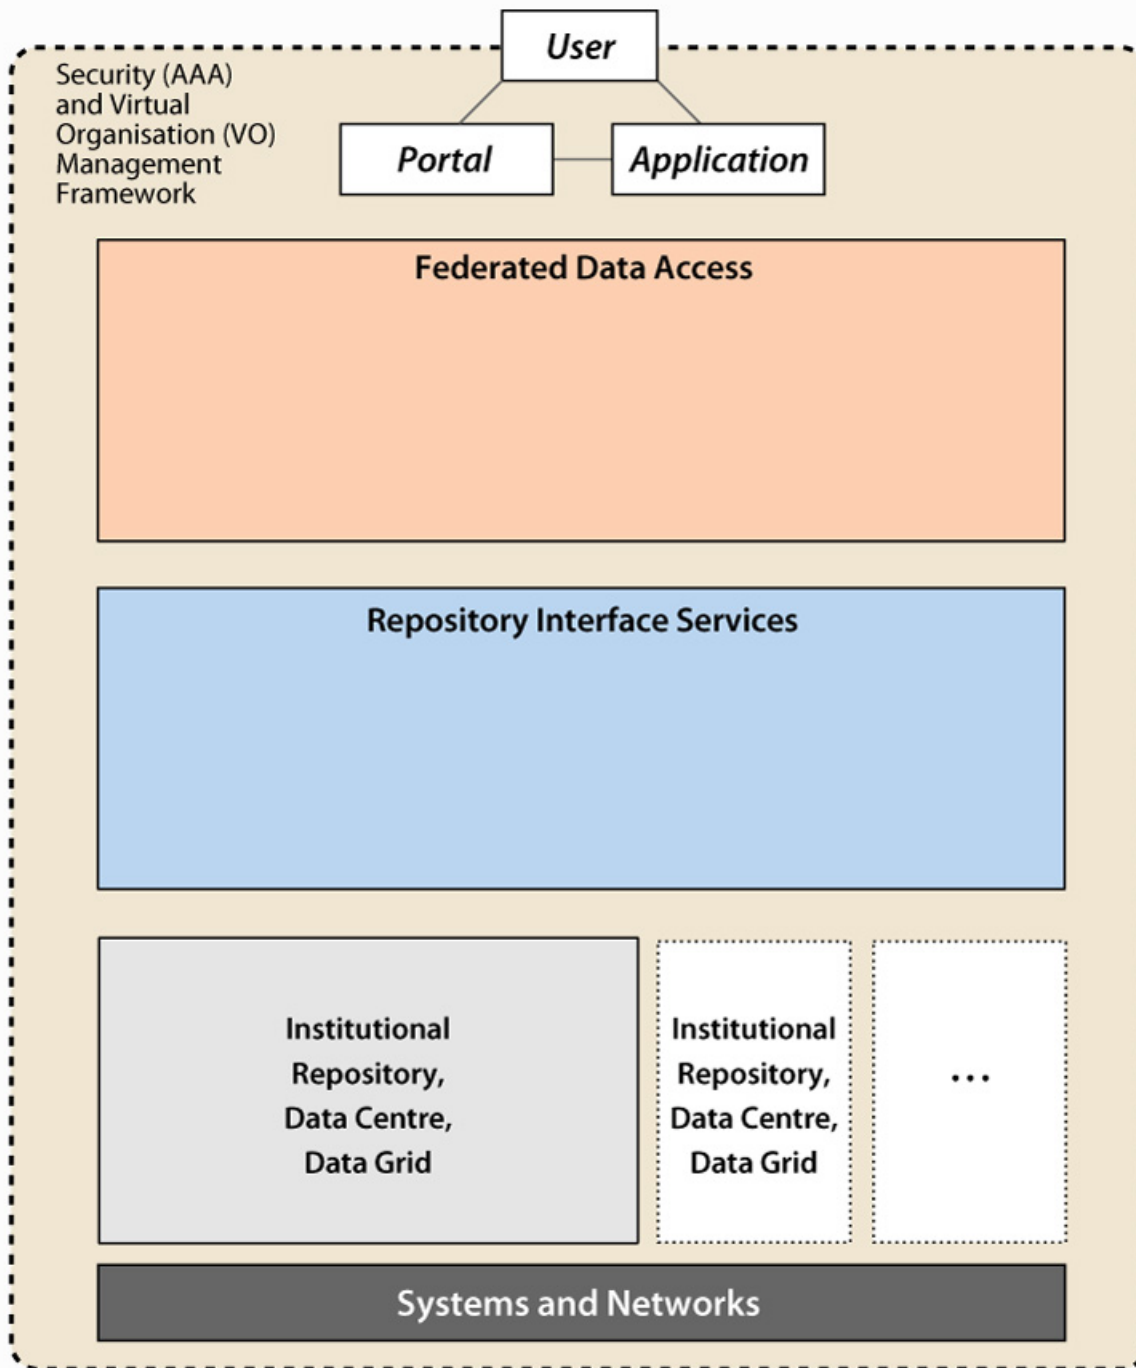 User
Security (AAA)
and Virtual
Organisation (VO)
Management
Framework
Portal
Application
Federated Data Access
Repository Interface Services
Institutional
Repository,
Data Centre,
Data Grid
Institutional
Repository,
Data Centre,
Data Grid
...
Systems and Networks